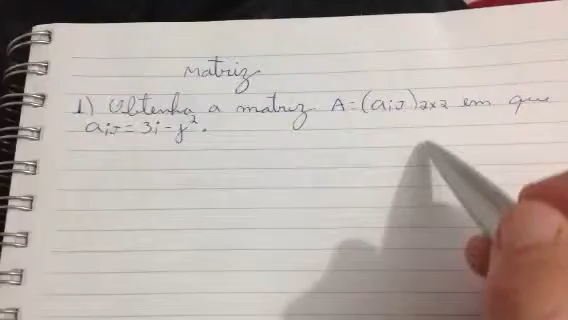 Matriz
1) Obtenha a matriz A=(aij)2x2 em que
aij=3i-j².